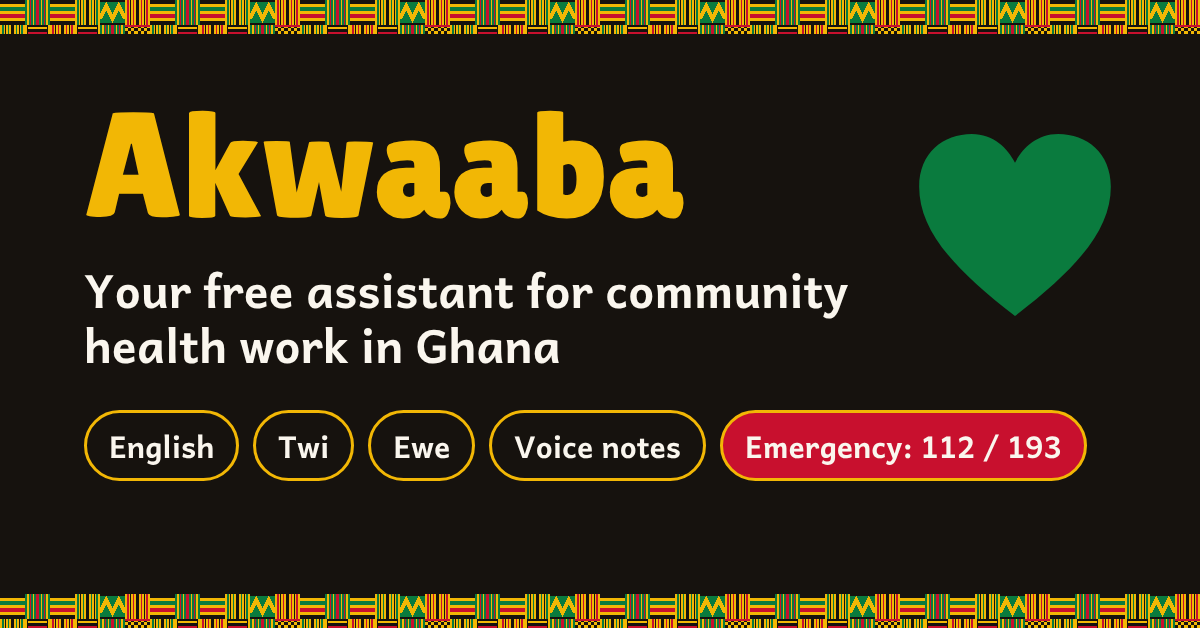 Akwaaba
Your free assistant for community
health work in Ghana
English
Twi
Ewe
Voice notes
Emergency: 112 / 193